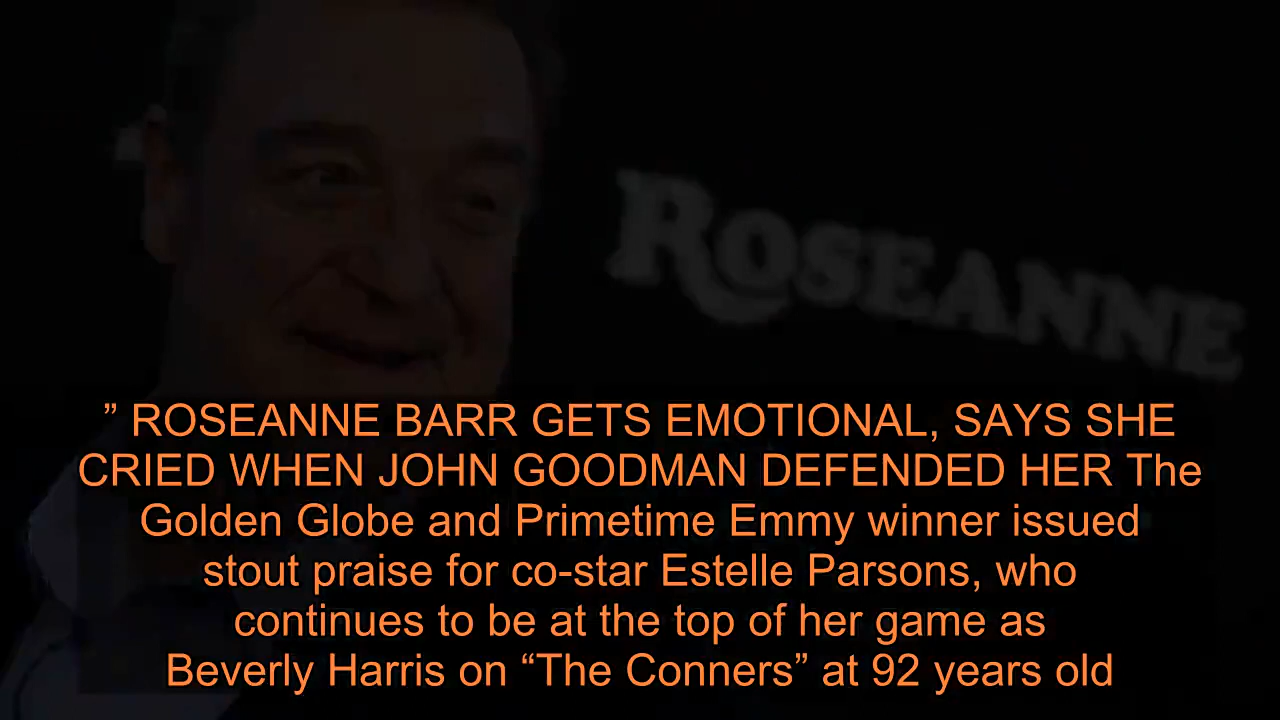 ROSEANNE
” ROSEANNE BARR GETS EMOTIONAL, SAYS SHE
CRIED WHEN JOHN GOODMAN DEFENDED HER The
Golden Globe and Primetime Emmy winner issued
stout praise for co-star Estelle Parsons, who
continues to be at the top of her game as
Beverly Harris on “The Conners” at 92 years old